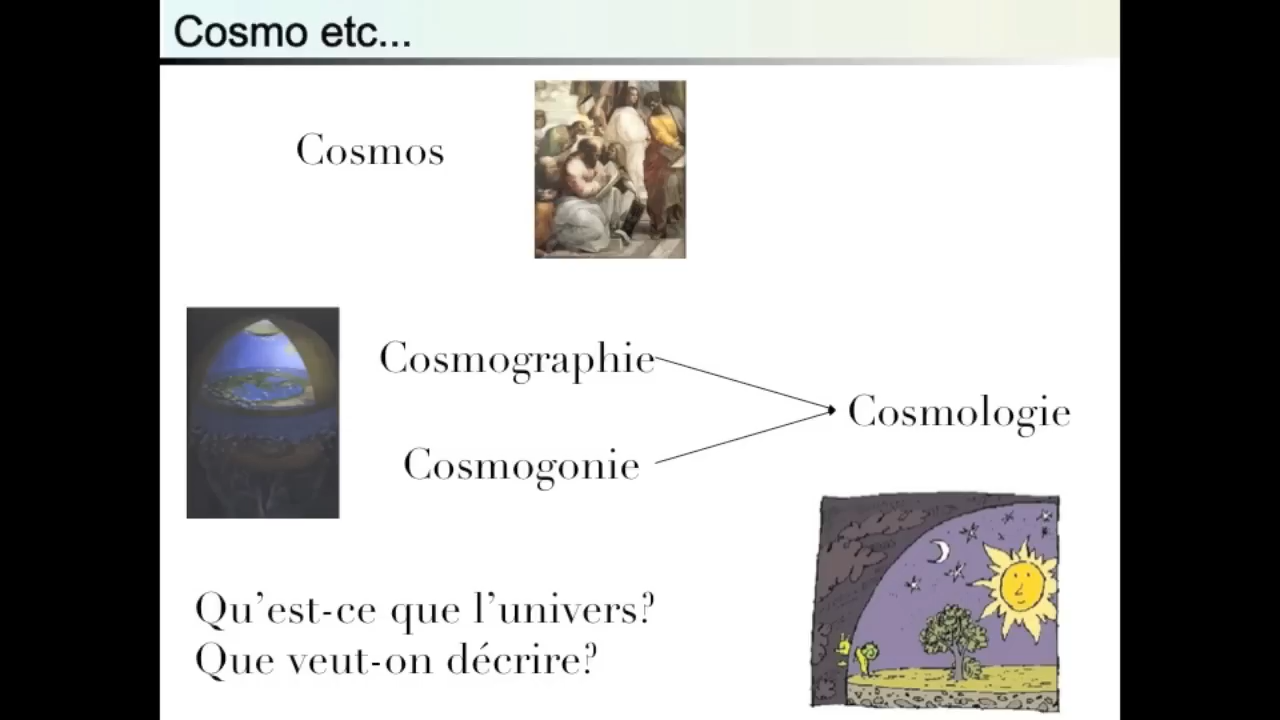 Cosmo etc...
Cosmos
Cosmographie
Cosmologie
Cosmogonie
Qu’est-ce que l’univers?
Que veut-on décrire?